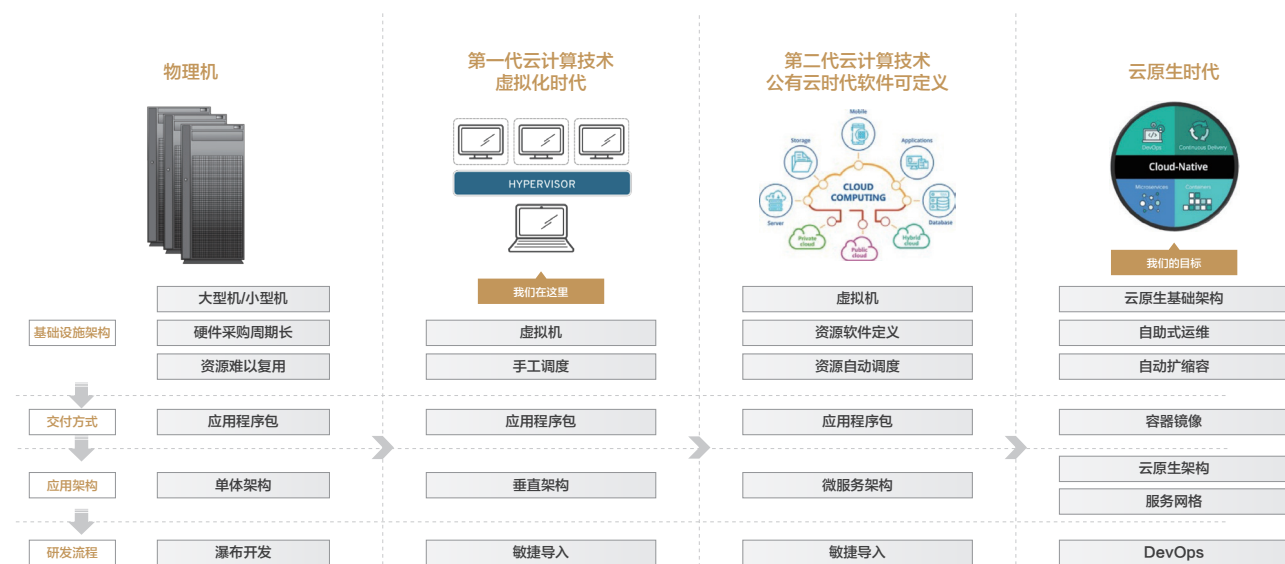 物理机
第一代云计算技术
虚拟化时代
第二代云计算技术
公有云时代软件可定义
云原生时代
HYPERVISOR
Mobile
Storage
Applications
CLOUD
COMPUTING
Server
Database
Private
cloud
Public
cloud
Hybrid
cloud
DevOps
Continuous Delivery
Cloud-Native
Microservices
Containers
我们在这里
我们的目标
大型机/小型机
虚拟机
云原生基础架构
基础设施架构
硬件采购周期长
虚拟机
资源软件定义
自助式运维
资源难以复用
手工调度
资源自动调度
自动扩缩容
交付方式
应用程序包
应用程序包
应用程序包
容器镜像
应用架构
单体架构
垂直架构
微服务架构
云原生架构
服务网格
研发流程
瀑布开发
敏捷导入
敏捷导入
DevOps